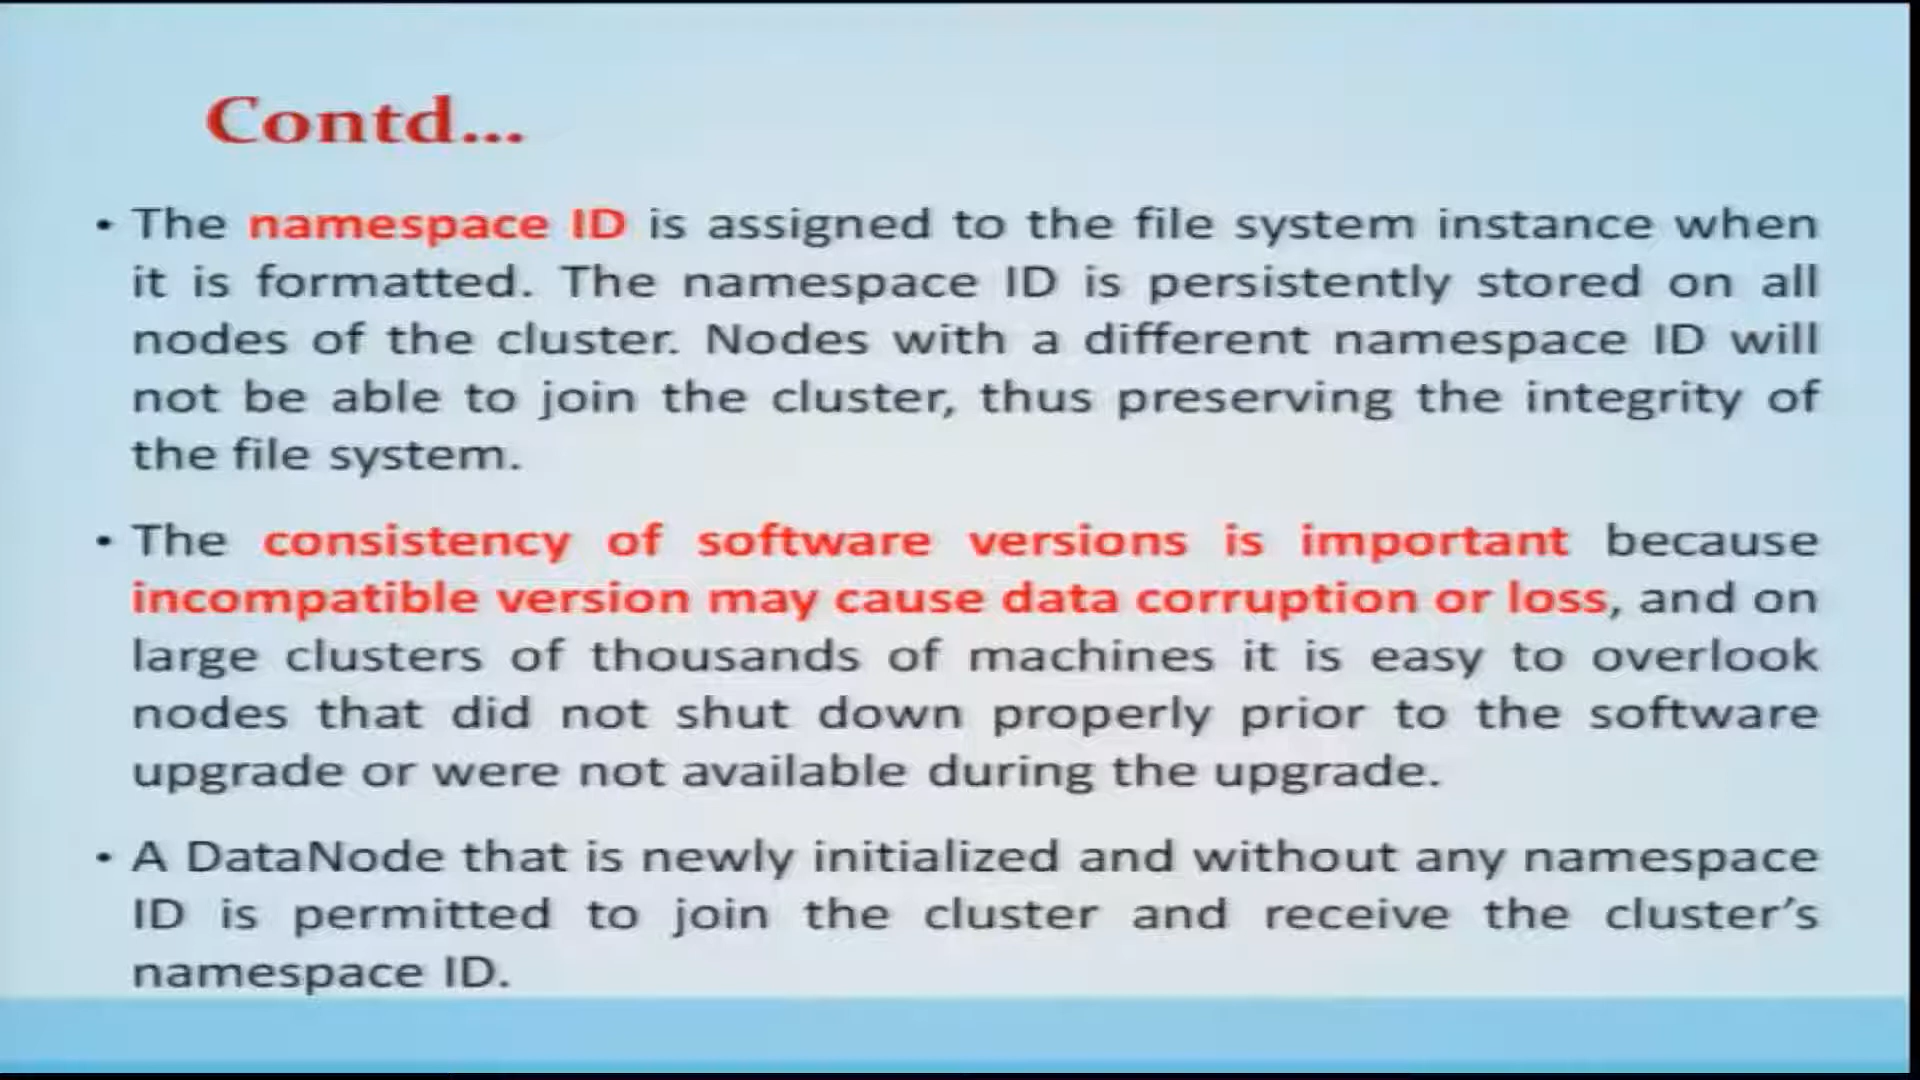 Contd...
• The namespace ID is assigned to the file system instance when
it is formatted. The namespace ID is persistently stored on all
nodes of the cluster. Nodes with a different namespace ID will
not be able to join the cluster, thus preserving the integrity of
the file system.
• The consistency of software versions is important because
incompatible version may cause data corruption or loss, and on
large clusters of thousands of machines it is easy to overlook
nodes that did not shut down properly prior to the software
upgrade or were not available during the upgrade.
• A DataNode that is newly initialized and without any namespace
ID is permitted to join the cluster and receive the cluster’s
namespace ID.